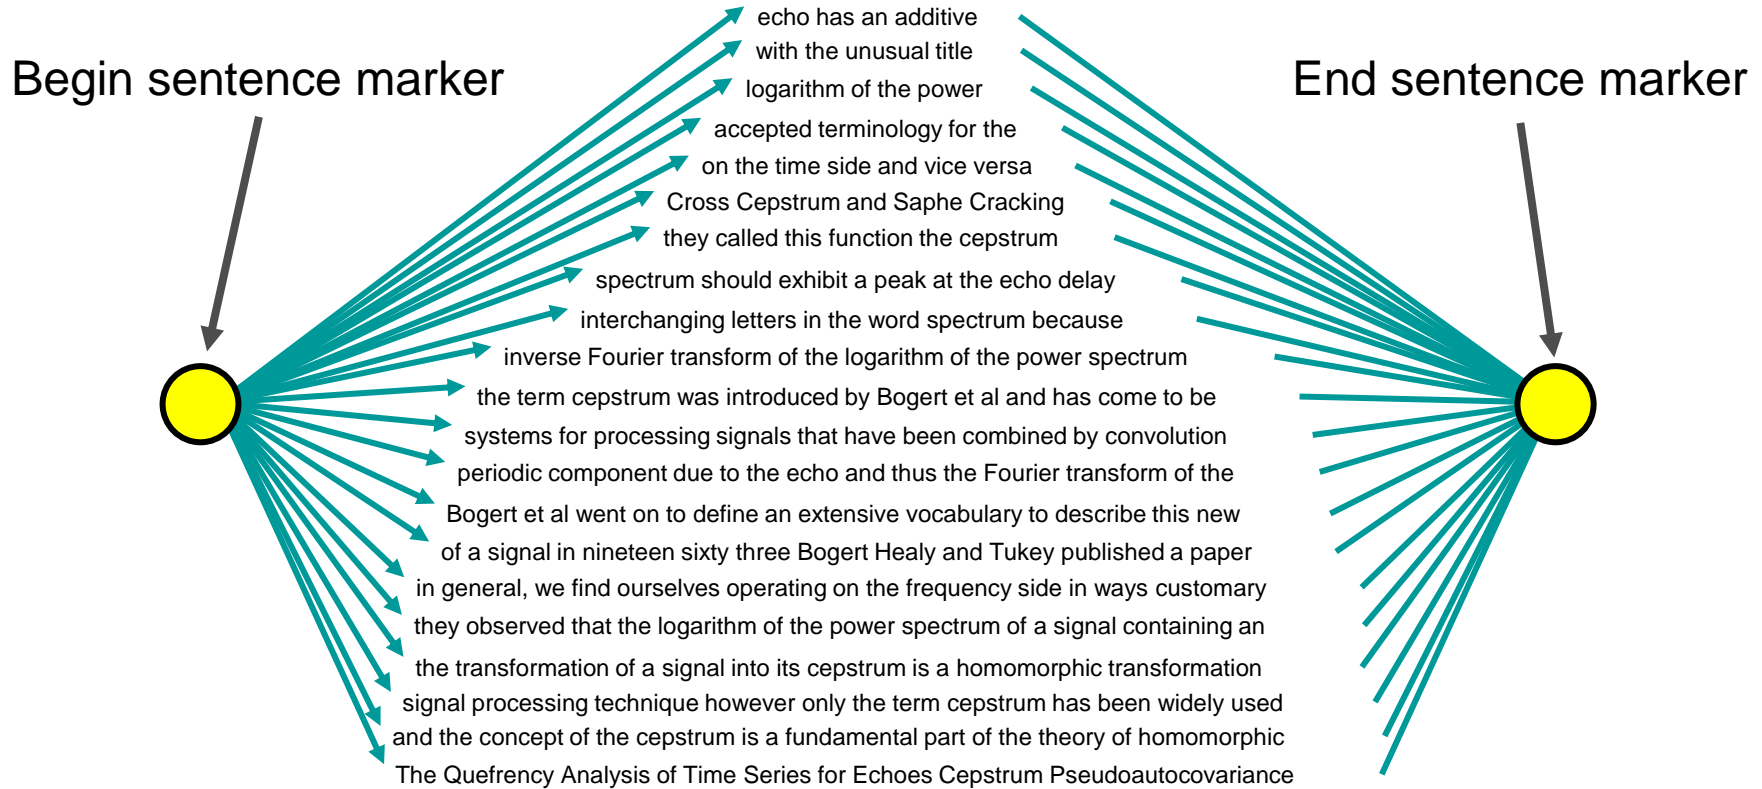 echo has an additive
with the unusual title
Begin sentence marker
End sentence marker
logarithm of the power
accepted terminology for the
on the time side and vice versa
Cross Cepstrum and Saphe Cracking
they called this function the cepstrum
spectrum should exhibit a peak at the echo delay
interchanging letters in the word spectrum because
inverse Fourier transform of the logarithm of the power spectrum
the term cepstrum was introduced by Bogert et al and has come to be
systems for processing signals that have been combined by convolution
periodic component due to the echo and thus the Fourier transform of the
Bogert et al went on to define an extensive vocabulary to describe this new
of a signal in nineteen sixty three Bogert Healy and Tukey published a paper
in general, we find ourselves operating on the frequency side in ways customary
they observed that the logarithm of the power spectrum of a signal containing an
the transformation of a signal into its cepstrum is a homomorphic transformation
signal processing technique however only the term cepstrum has been widely used
and the concept of the cepstrum is a fundamental part of the theory of homomorphic
The Quefrency Analysis of Time Series for Echoes Cepstrum Pseudoautocovariance